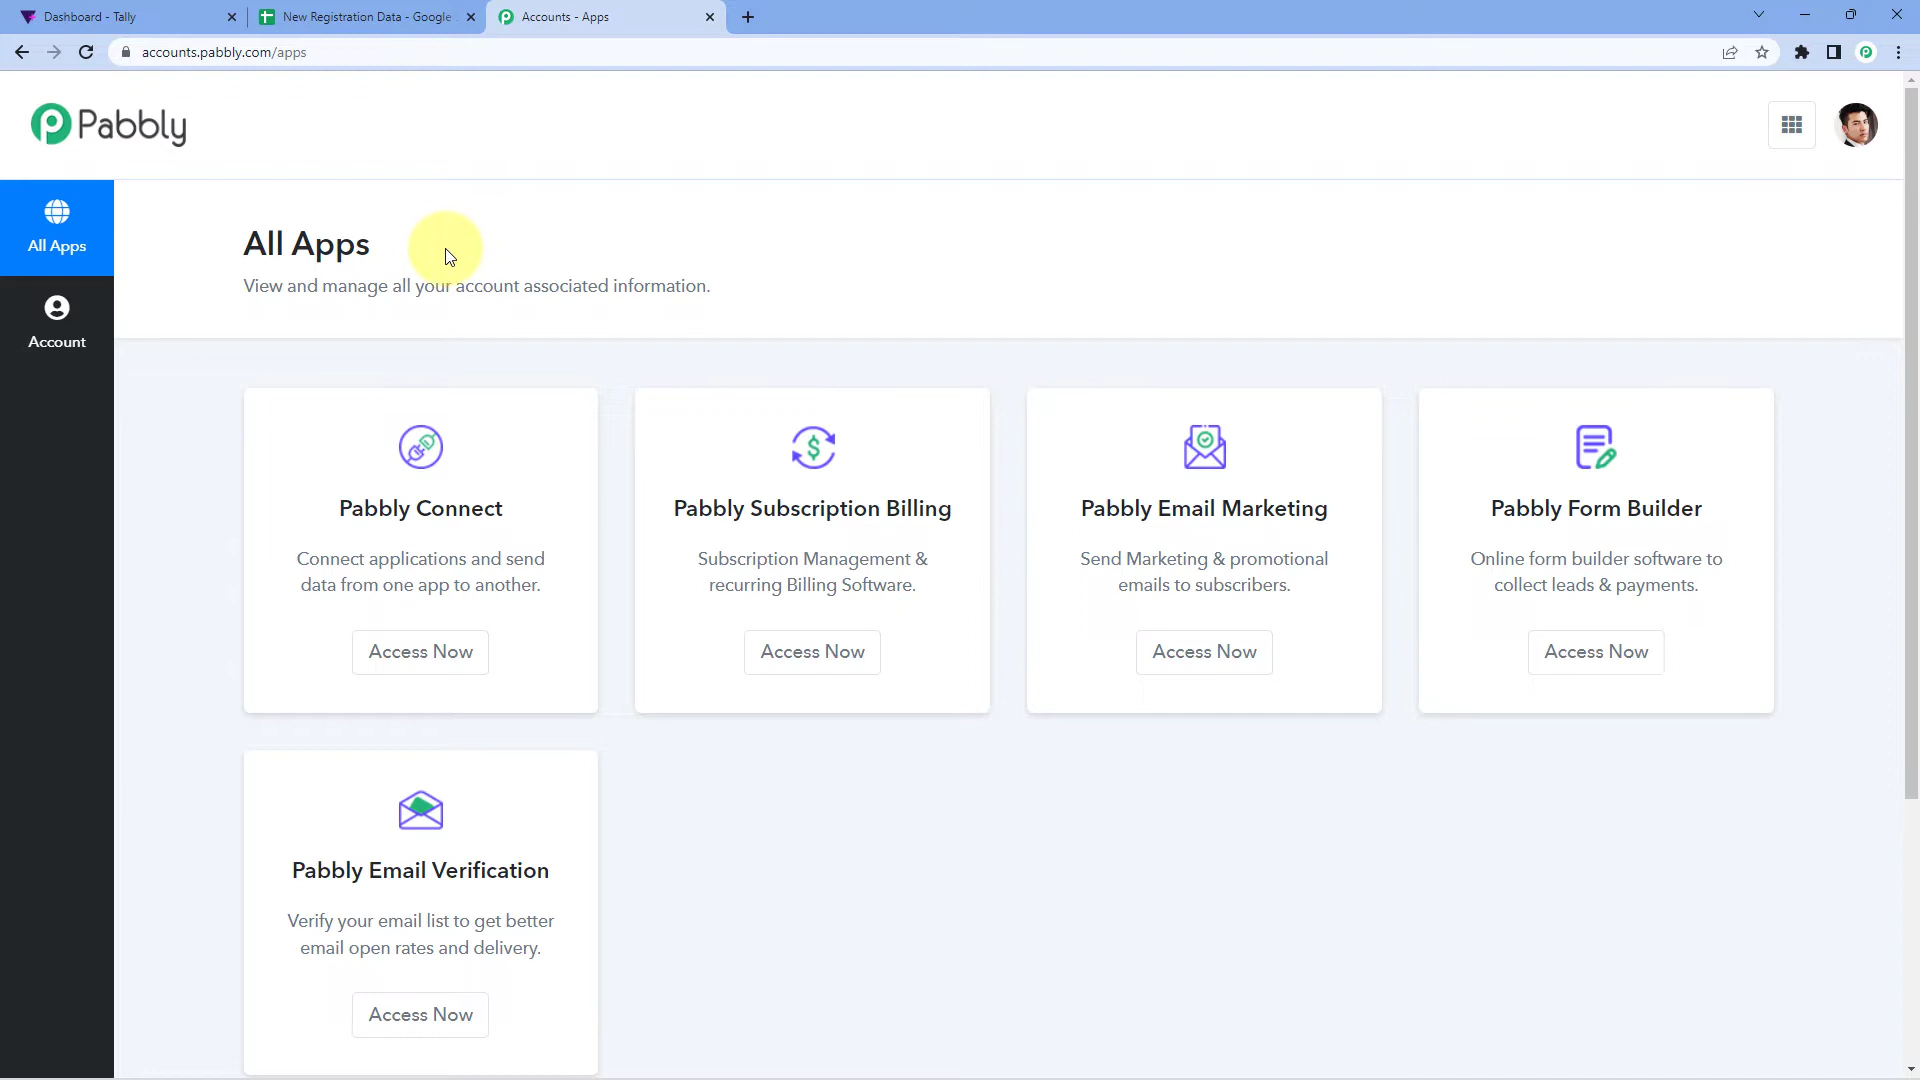 Dashboard - Tally
New Registration Data - Google
Accounts - Apps
accounts.pabbly.com/apps
Pabbly
All Apps
Account
All Apps
View and manage all your account associated information.
Pabbly Connect
Connect applications and send
data from one app to another.
Access Now
Pabbly Subscription Billing
Subscription Management &
recurring Billing Software.
Access Now
Pabbly Email Marketing
Send Marketing & promotional
emails to subscribers.
Access Now
Pabbly Form Builder
Online form builder software to
collect leads & payments.
Access Now
Pabbly Email Verification
Verify your email list to get better
email open rates and delivery.
Access Now